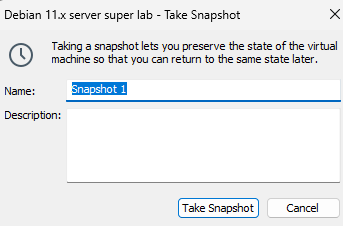 Debian 11.x server super lab - Take Snapshot
Taking a snapshot lets you preserve the state of the virtual
machine so that you can return to the same state later.
Name: Snapshot 1
Description:
Take Snapshot Cancel